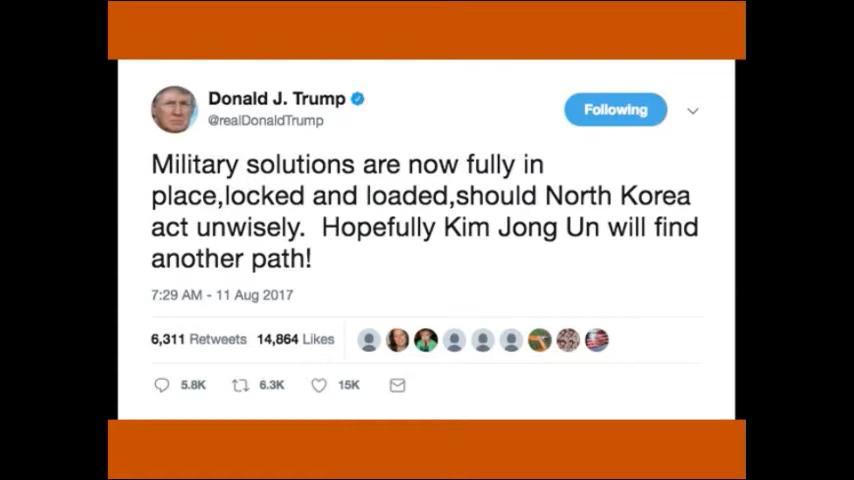 Donald J. Trump
@realDonaldTrump
Following
Military solutions are now fully in
place,locked and loaded,should North Korea
act unwisely.  Hopefully Kim Jong Un will find
another path!
7:29 AM - 11 Aug 2017
6,311 Retweets 14,864 Likes
5.8K 6.3K 15K